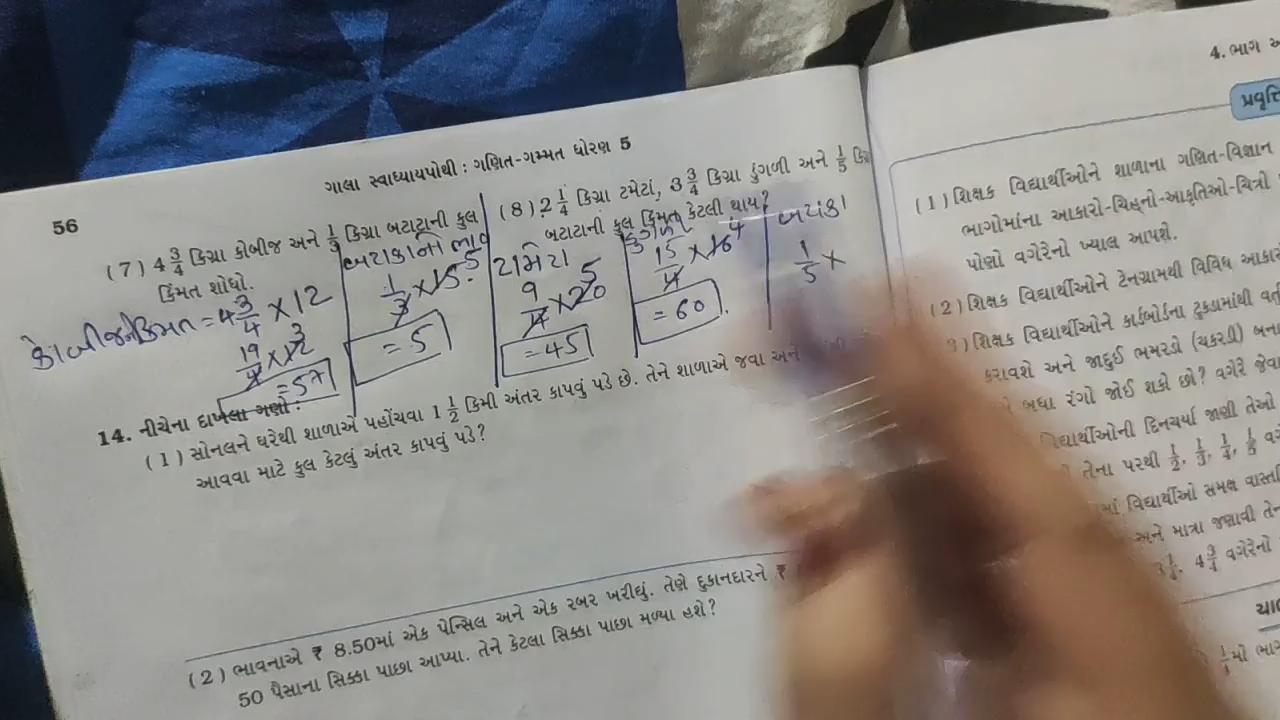 56
ગાલા સ્વાધ્યાયપોથી : ગણિત-ગમ્મત ધોરણ 5
(7) 4 3/4 કિગ્રા કોબીજ અને 1/3 કિગ્રા બટાટાની કુલ
કિંમત શોધો.
કોબીજની કિંમત = 4 3/4 × 12
19/4 × 12 3
= 57
બટાકાનો ભાવ
1/3 × 15 5
= 5
(8) 2 1/4 કિગ્રા ટમેટાં, 3 3/4 કિગ્રા ડુંગળી અને 1/5 કિગ્રા
બટાટાની કુલ કિંમત કેટલી થાય?
ટામેટા
9/4 × 20 5
= 45
ડુંગળી
15/4 × 16 4
= 60
બટાકા
1/5 ×
14. નીચેના દાખલા ગણો :
(1) સોનલને ઘરેથી શાળાએ પહોંચવા 1 1/2 કિમી અંતર કાપવું પડે છે. તેને શાળાએ જવા અને
આવવા માટે કુલ કેટલું અંતર કાપવું પડે?
(2) ભાવનાએ ₹ 8.50માં એક પેન્સિલ અને એક રબર ખરીદ્યું. તેણે દુકાનદારને ₹
50 પૈસાના સિક્કા પાછા આપ્યા. તેને કેટલા સિક્કા પાછા મળ્યા હશે?
4. ભાગ અ
પ્રવૃત્તિ
(1) શિક્ષક વિદ્યાર્થીઓને શાળાના ગણિત-વિજ્ઞાન
ભાગોમાંના આકારો-ચિહ્નો-આકૃતિઓ-ચિત્રો
પોણો વગેરેનો ખ્યાલ આપશે.
(2) શિક્ષક વિદ્યાર્થીઓને ટેનગ્રામથી વિવિધ આકારો
3) શિક્ષક વિદ્યાર્થીઓને કાર્ડબોર્ડના ટુકડામાંથી વર્તુ
કરાવશે અને જાદુઈ ભમરડો (ચકરડી) બના
બધા રંગો જોઈ શકો છો? વગેરે જેવા
વિદ્યાર્થીઓની દિનચર્યા જાણી તેઓ
તેના પરથી 1/2, 1/3, 1/4, 1/5 વગે
માં વિદ્યાર્થીઓ સમક્ષ વાસ્ત
અને માત્રા જણાવી તેન
4 3/4 વગેરેનો